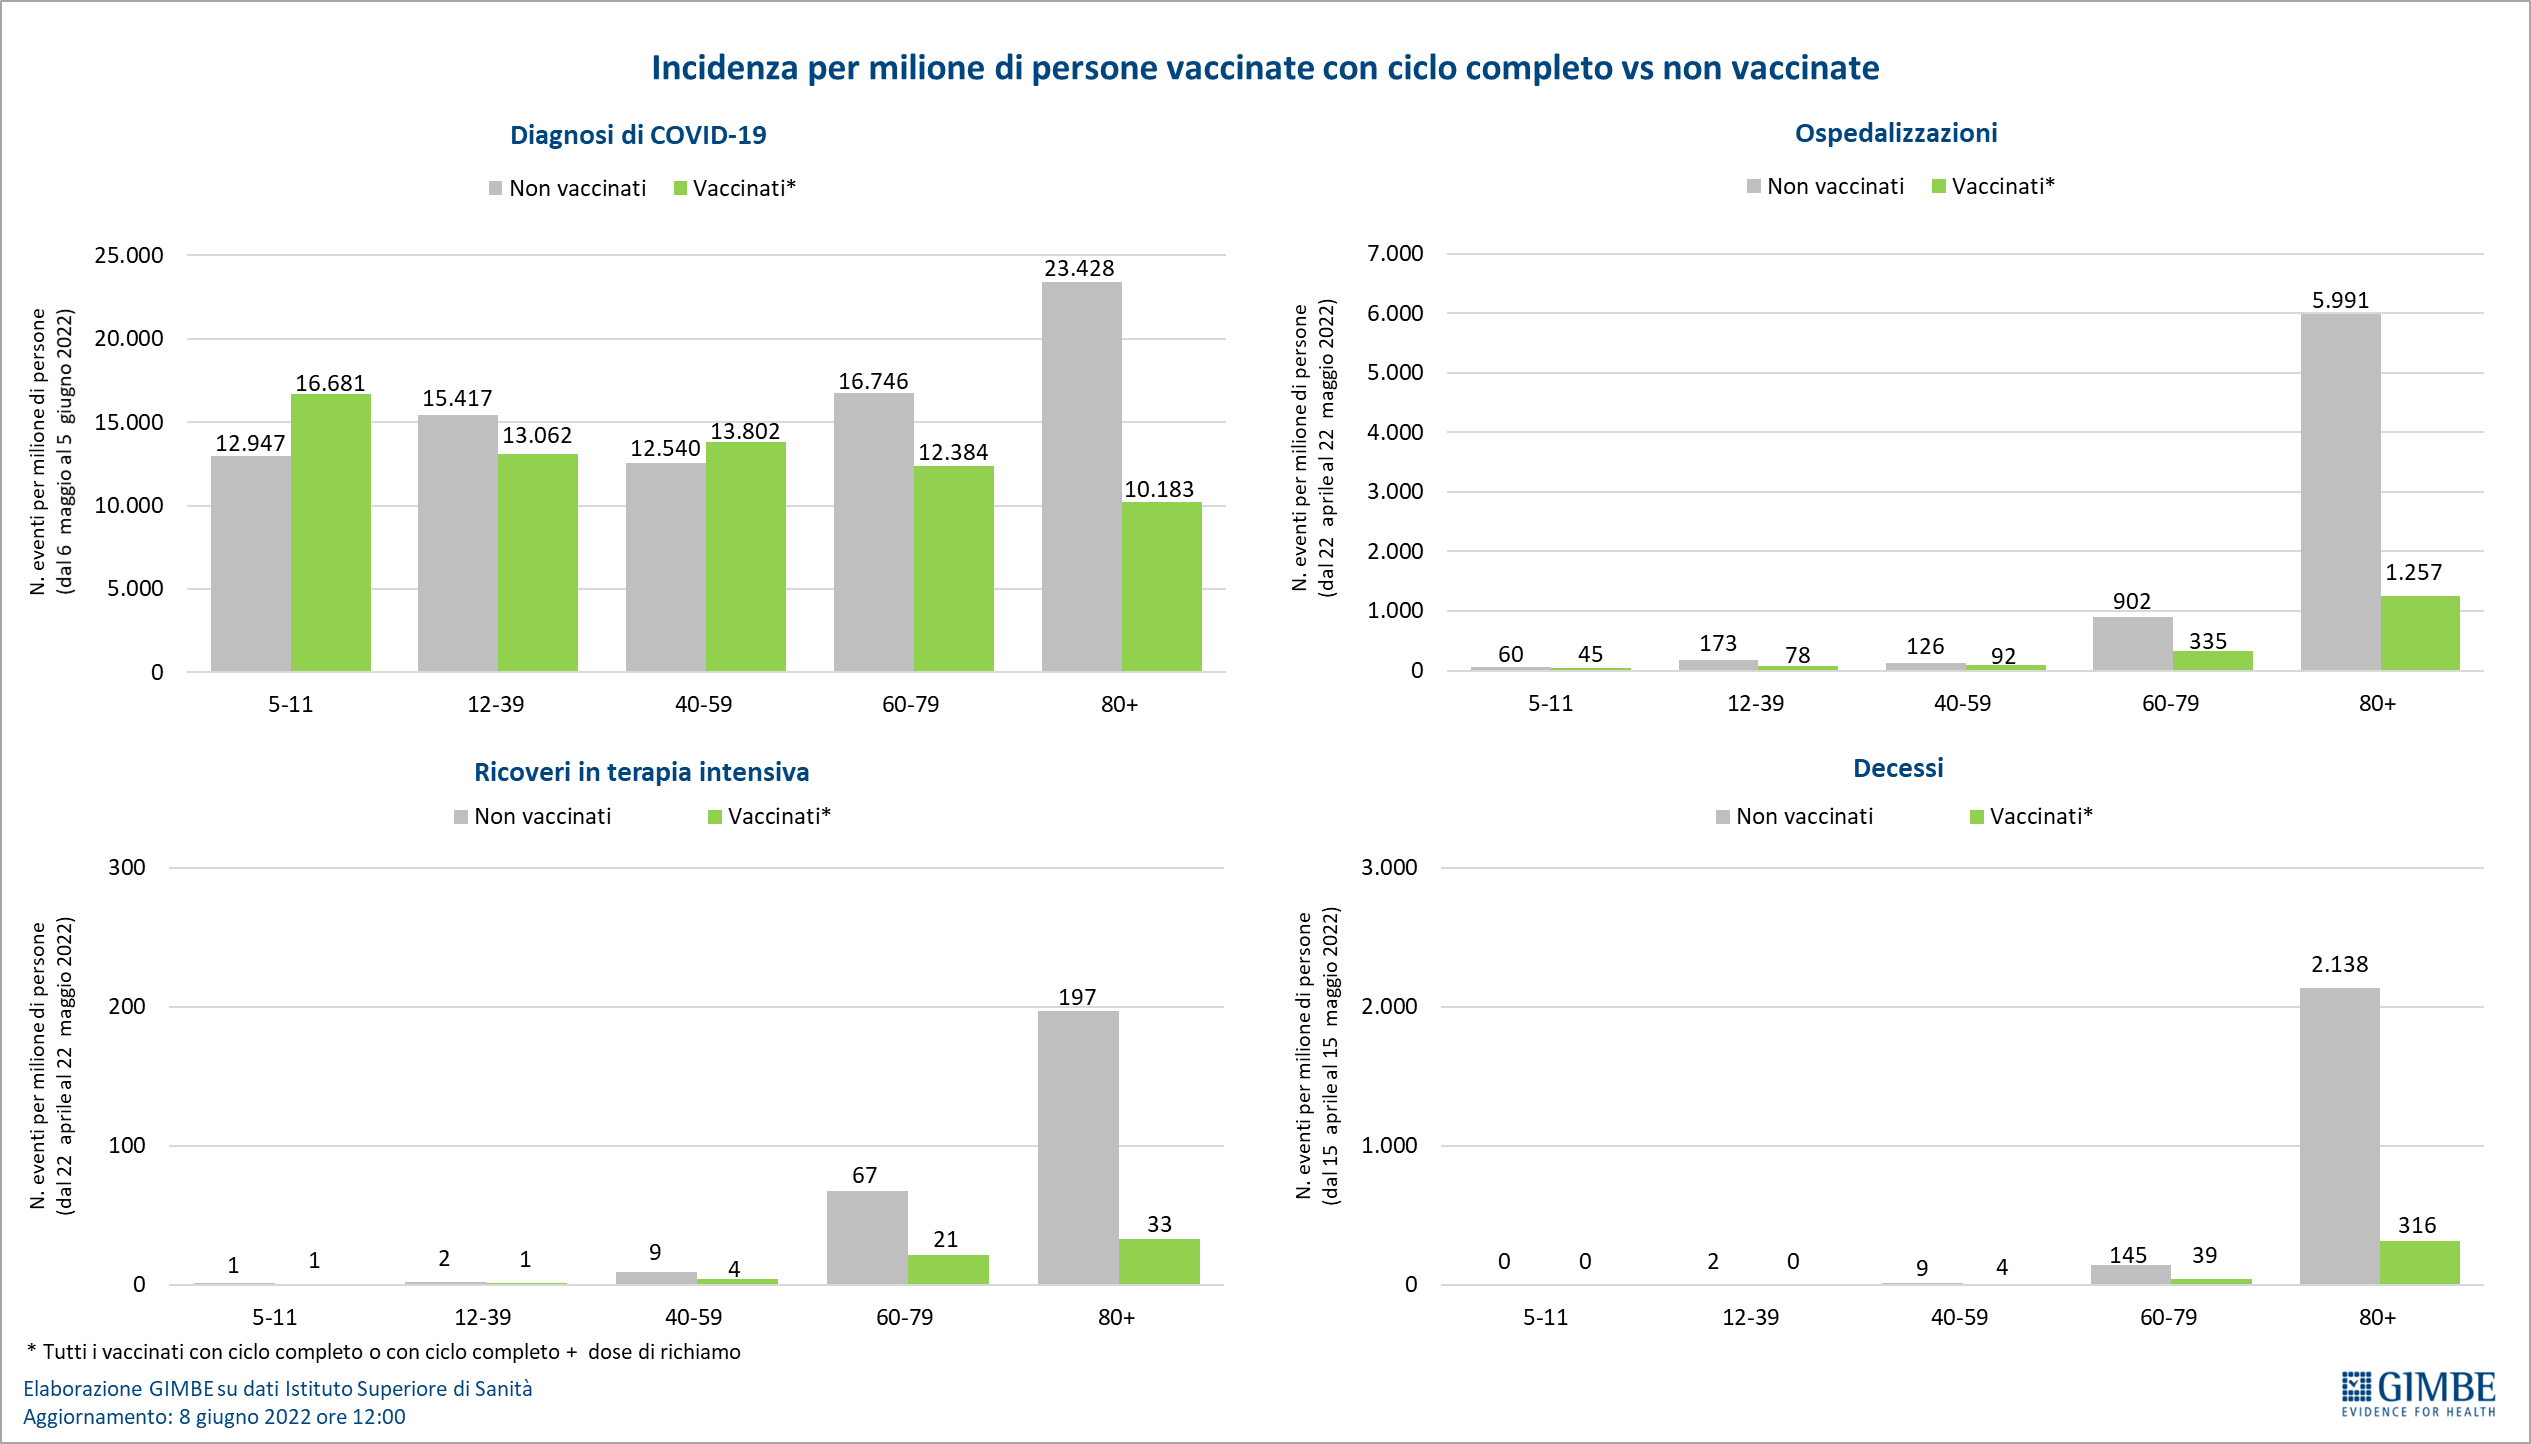 Incidenza per milione di persone vaccinate con ciclo completo vs non vaccinate
Diagnosi di COVID-19
Non vaccinati Vaccinati*
N. eventi per milione di persone
(dal 6 maggio al 5 giugno 2022)
25.000
20.000
15.000
10.000
5.000
0
12.947 16.681 15.417 13.062 12.540 13.802 16.746 12.384 23.428 10.183
5-11 12-39 40-59 60-79 80+
Ospedalizzazioni
Non vaccinati Vaccinati*
N. eventi per milione di persone
(dal 22 aprile al 22 maggio 2022)
7.000
6.000
5.000
4.000
3.000
2.000
1.000
0
60 45 173 78 126 92 902 335 5.991 1.257
5-11 12-39 40-59 60-79 80+
Ricoveri in terapia intensiva
Non vaccinati Vaccinati*
N. eventi per milione di persone
(dal 22 aprile al 22 maggio 2022)
300
200
100
0
1 1 2 1 9 4 67 21 197 33
5-11 12-39 40-59 60-79 80+
Decessi
Non vaccinati Vaccinati*
N. eventi per milione di persone
(dal 15 aprile al 15 maggio 2022)
3.000
2.000
1.000
0
0 0 2 0 9 4 145 39 2.138 316
5-11 12-39 40-59 60-79 80+
* Tutti i vaccinati con ciclo completo o con ciclo completo + dose di richiamo
Elaborazione GIMBE su dati Istituto Superiore di Sanità
Aggiornamento: 8 giugno 2022 ore 12:00
GIMBE
EVIDENCE FOR HEALTH